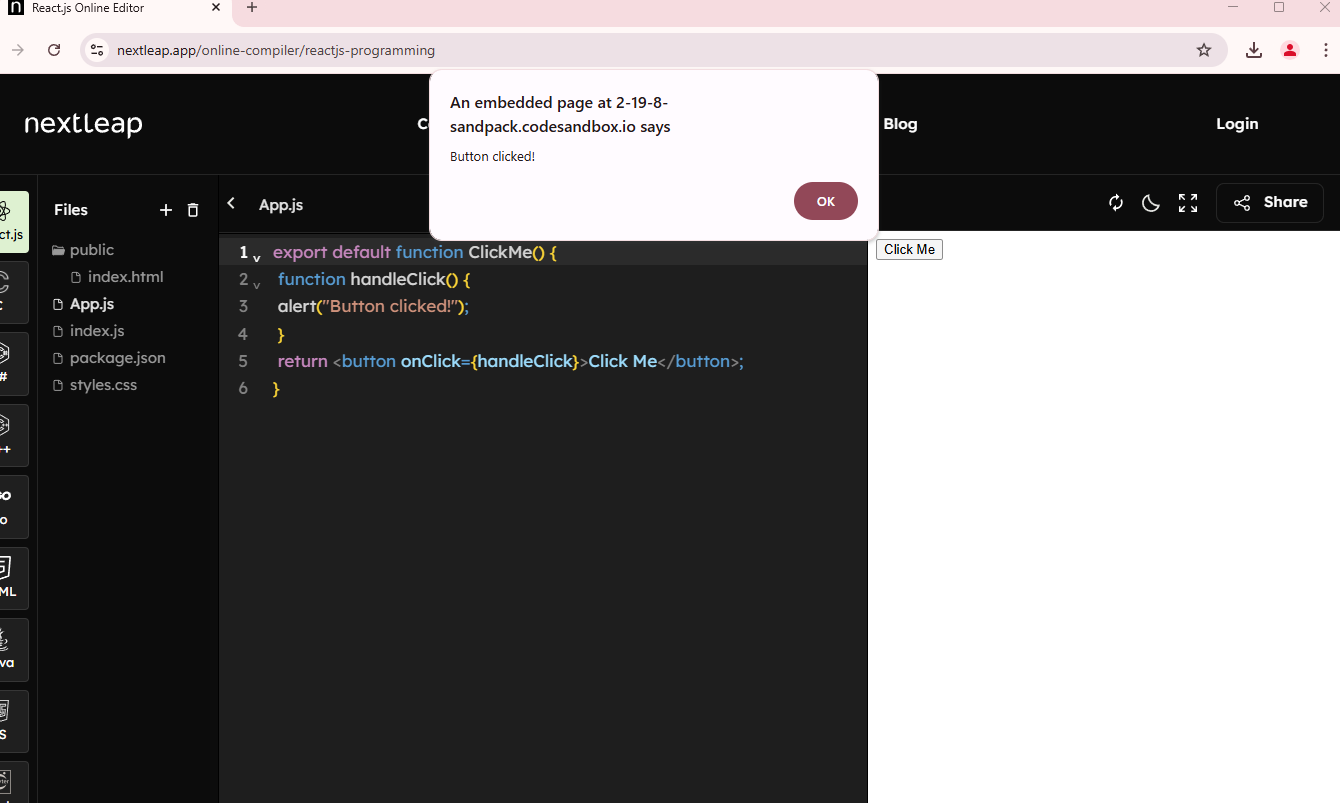 React.js Online Editor
nextleap.app/online-compiler/reactjs-programming
nextleap
Blog
Login
An embedded page at 2-19-8-
sandpack.codesandbox.io says
Button clicked!
OK
Files
App.js
Share
public
index.html
App.js
index.js
package.json
styles.css
1 export default function ClickMe() {
2 function handleClick() {
3 alert("Button clicked!");
4 }
5 return <button onClick={handleClick}>Click Me</button>;
6 }
Click Me
ct.js
C
#
++
o
ML
va
S